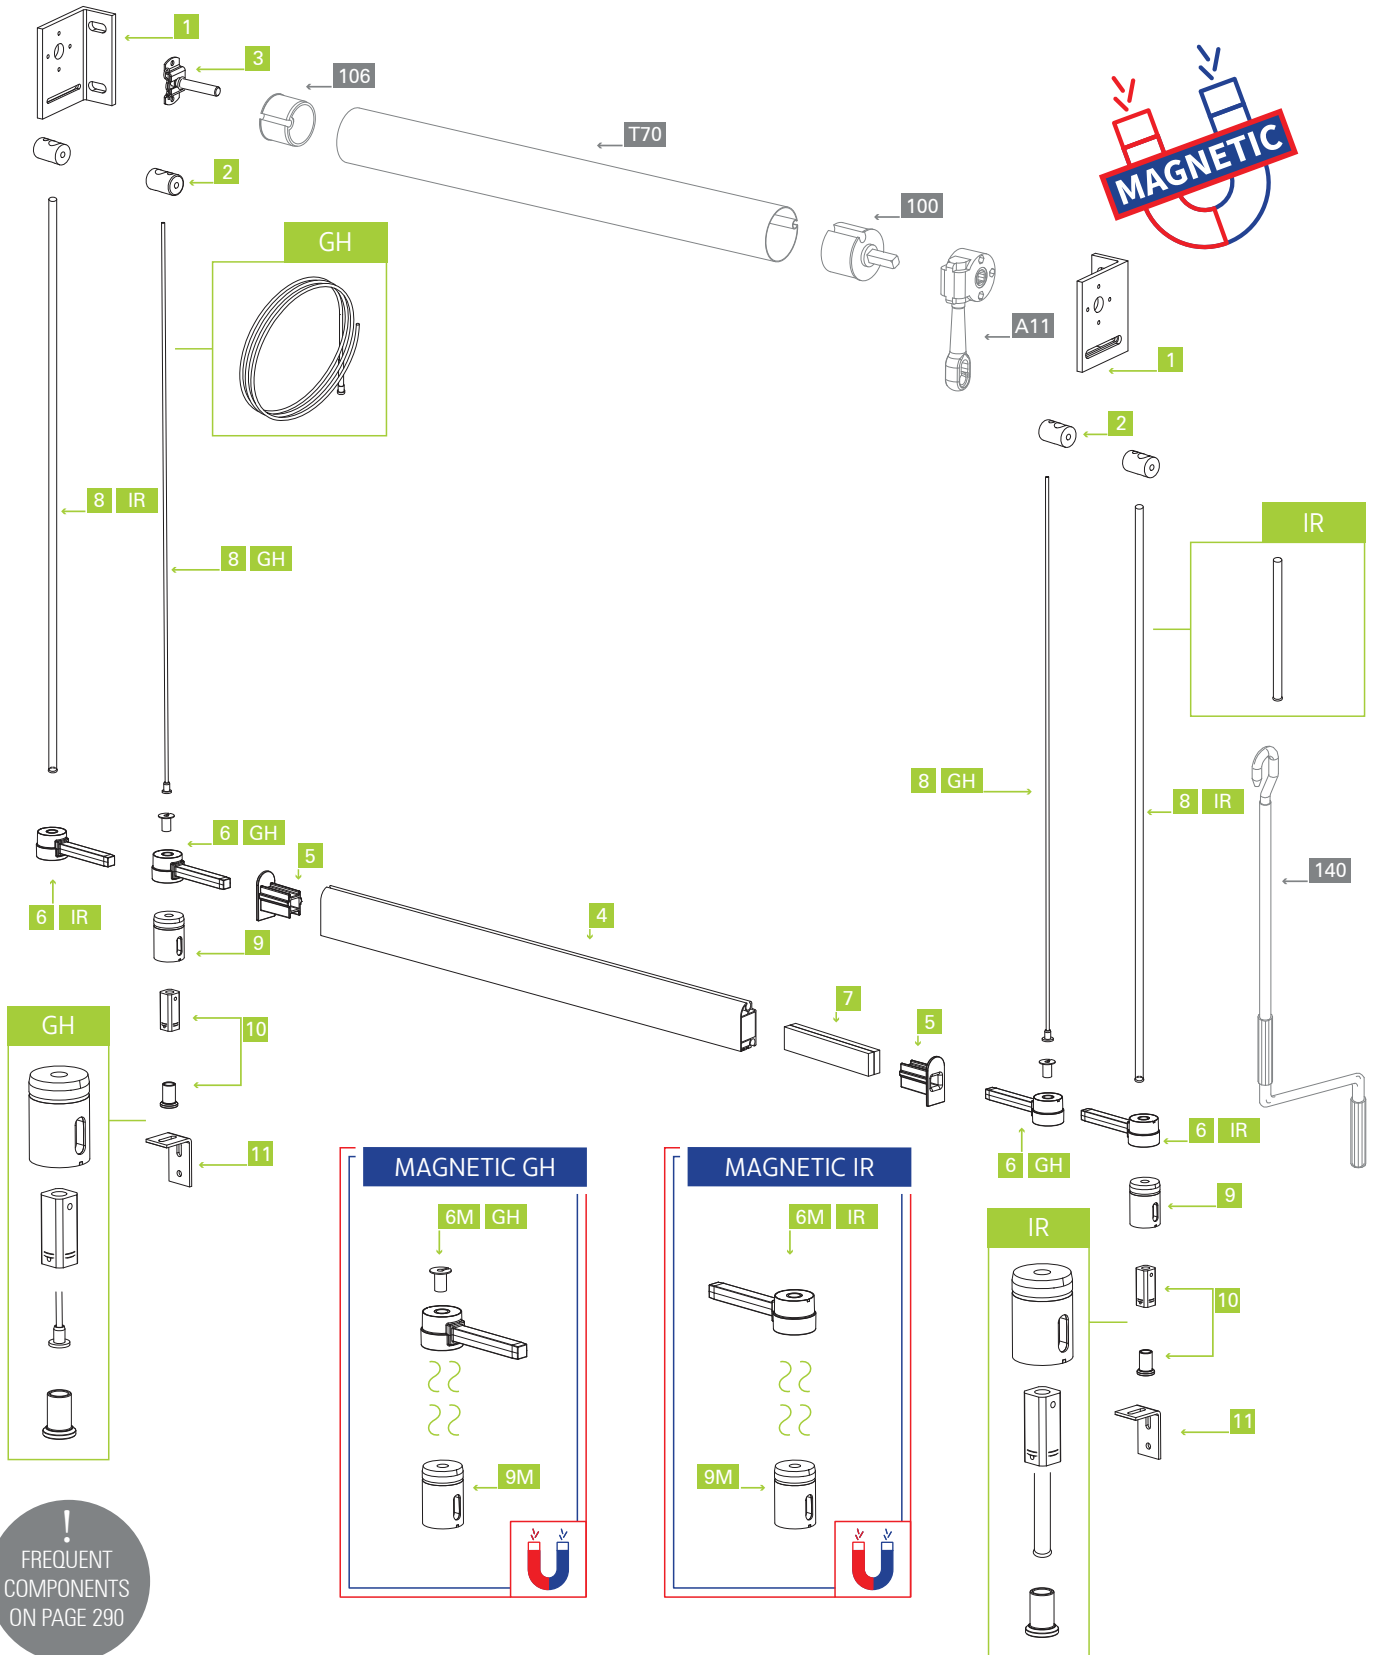 1
3
106
T70
MAGNETIC
2
100
GH
A11
1
2
8 IR
IR
8 GH
8 GH
8 IR
6 GH
5
140
6 IR
4
9
7
GH
10
5
11
6 IR
6 GH
MAGNETIC GH
MAGNETIC IR
9
6M GH
6M IR
IR
10
11
9M
9M
!
FREQUENT
COMPONENTS
ON PAGE 290